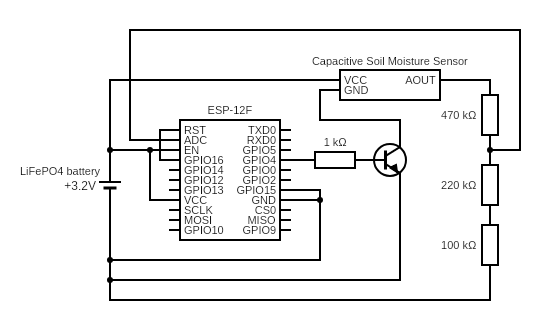 Capacitive Soil Moisture Sensor
VCC AOUT
GND
ESP-12F
470 kΩ
RST TXD0
ADC RXD0
EN GPIO5
GPIO16 GPIO4
GPIO14 GPIO0
GPIO12 GPIO2
GPIO13 GPIO15
VCC GND
SCLK CS0
MOSI MISO
GPIO10 GPIO9
1 kΩ
LiFePO4 battery
+3.2V
220 kΩ
100 kΩ